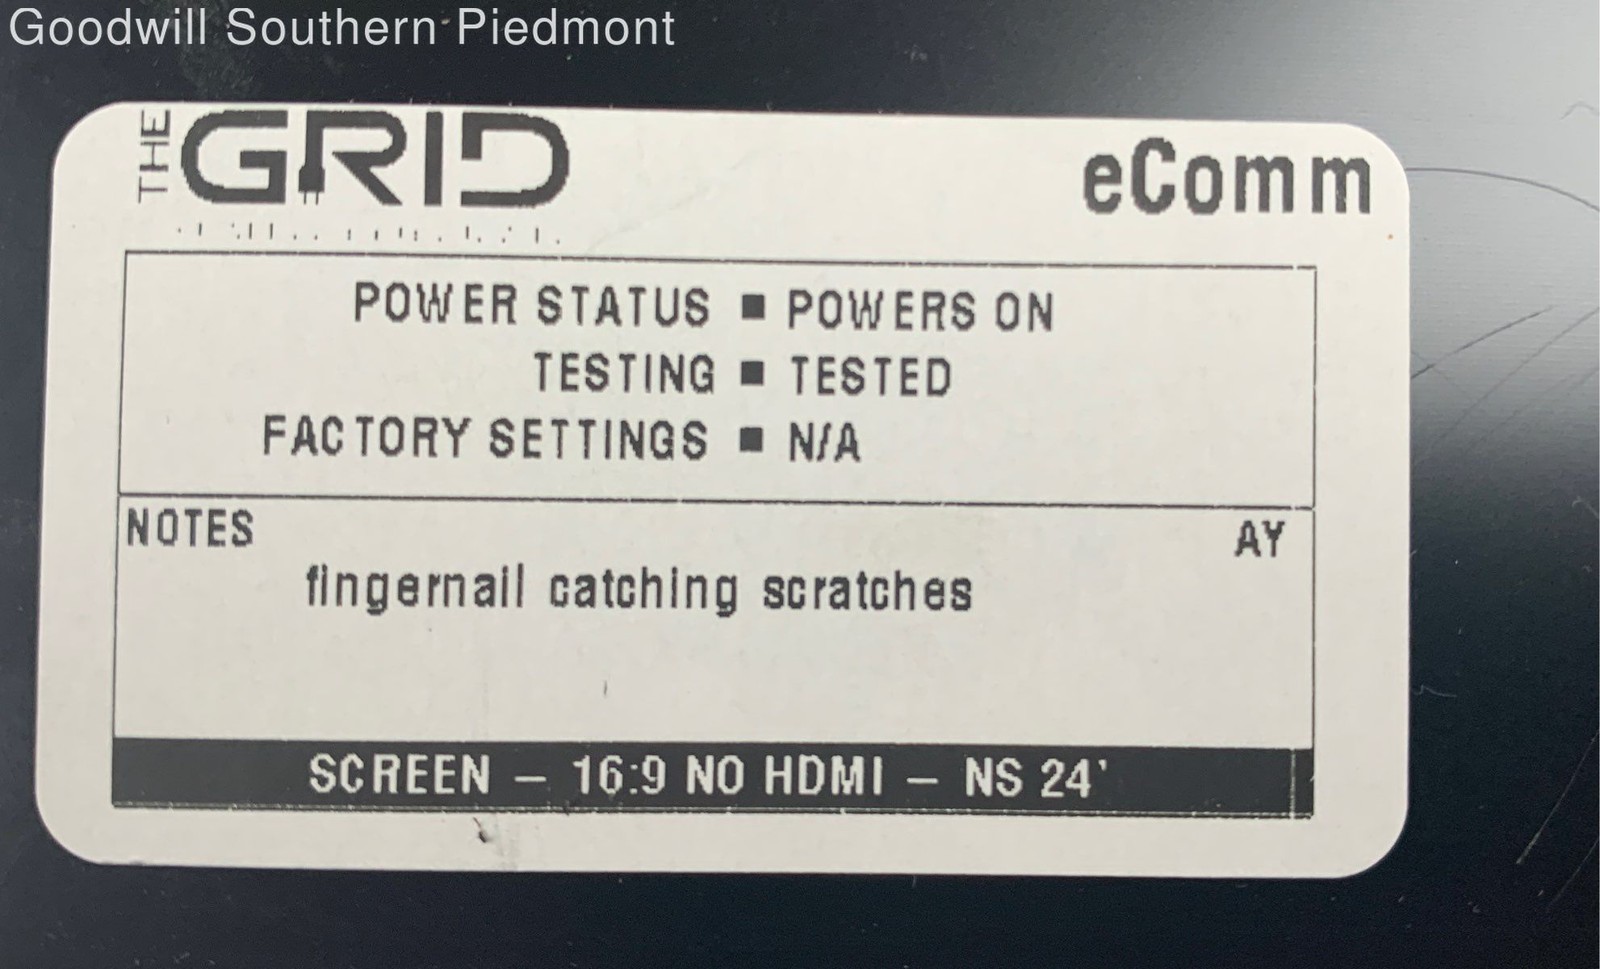 Goodwill Southern Piedmont
THE GRID
eComm
POWER STATUS ■ POWERS ON
TESTING ■ TESTED
FACTORY SETTINGS ■ N/A
NOTES
AY
fingernail catching scratches
SCREEN – 16:9 NO HDMI – NS 24'